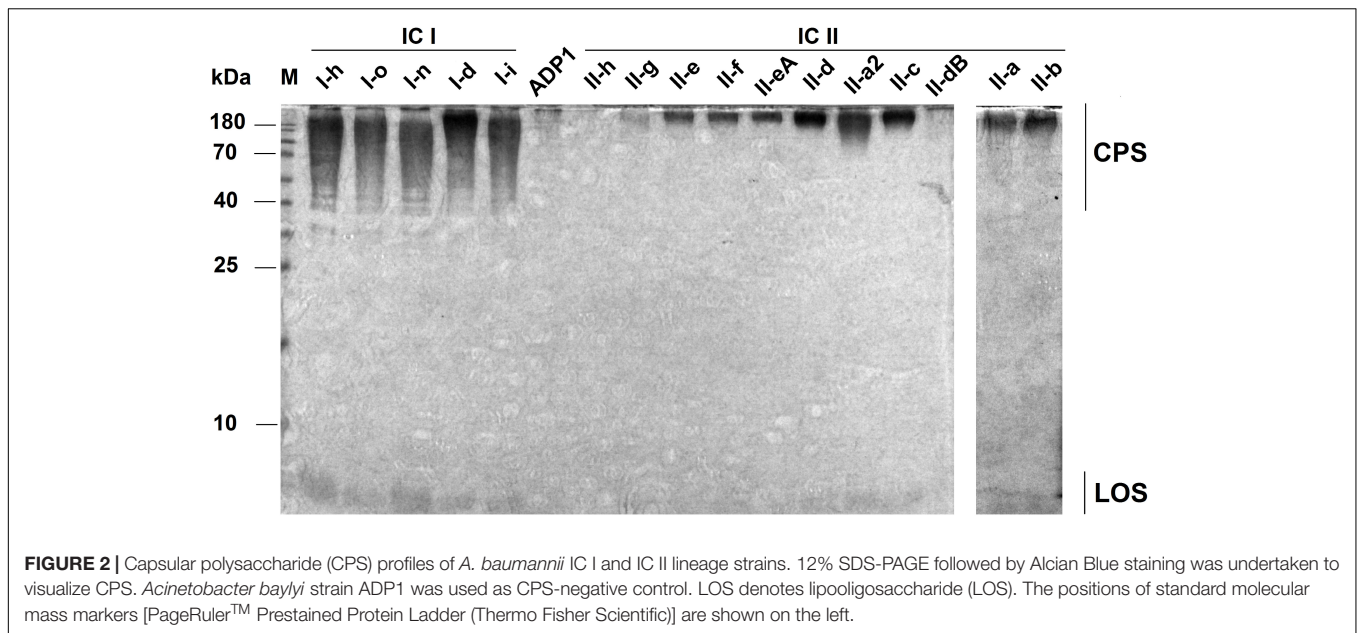 IC I IC II
kDa M I-h I-o I-n I-d I-i ADP1 II-h II-g II-e II-f II-eA II-d II-a2 II-c II-dB II-a II-b
180
70
CPS
40
25
10
LOS
FIGURE 2 | Capsular polysaccharide (CPS) profiles of A. baumannii IC I and IC II lineage strains. 12% SDS-PAGE followed by Alcian Blue staining was undertaken to
visualize CPS. Acinetobacter baylyi strain ADP1 was used as CPS-negative control. LOS denotes lipooligosaccharide (LOS). The positions of standard molecular
mass markers [PageRuler™ Prestained Protein Ladder (Thermo Fisher Scientific)] are shown on the left.